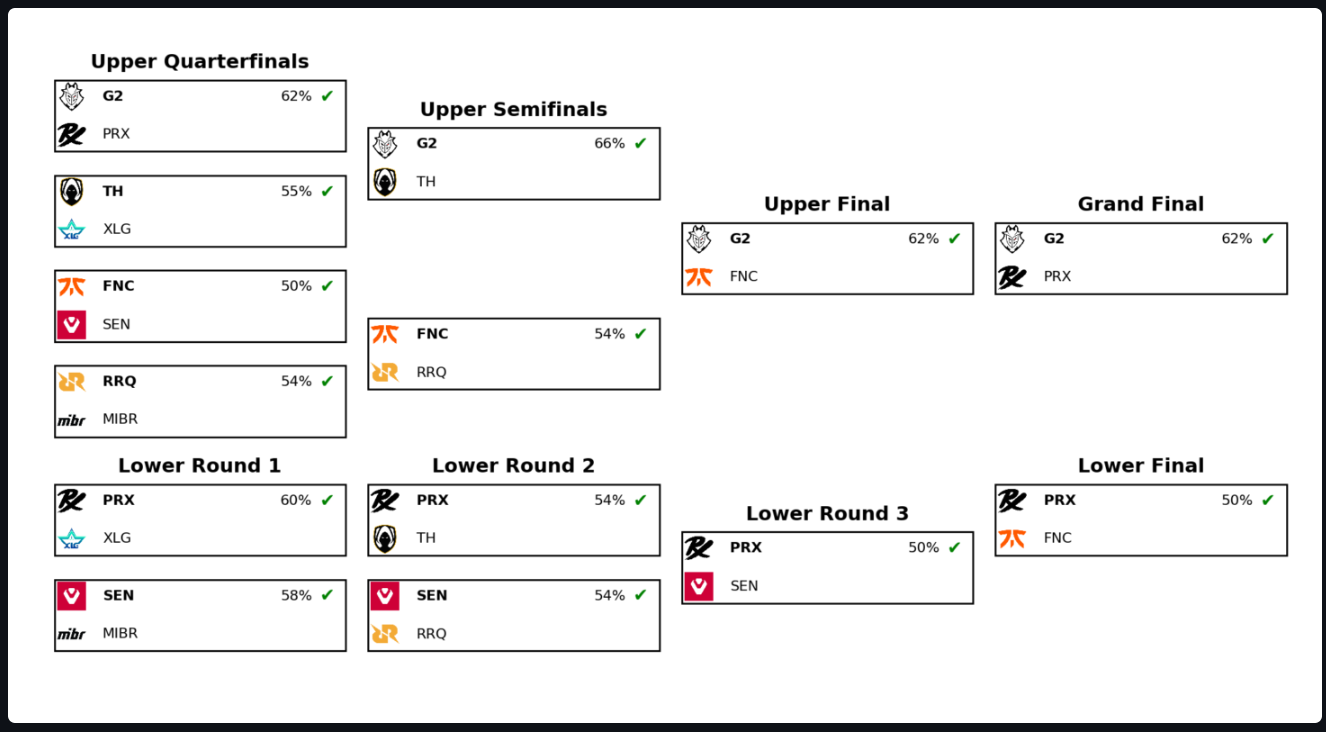 Upper Quarterfinals
G2 62% ✔
PRX
TH 55% ✔
XLG XLG
FNC 50% ✔
SEN
RRQ 54% ✔
mibr MIBR
Upper Semifinals
G2 66% ✔
TH
FNC 54% ✔
RRQ
Upper Final
G2 62% ✔
FNC
Grand Final
G2 62% ✔
PRX
Lower Round 1
PRX 60% ✔
XLG XLG
SEN 58% ✔
mibr MIBR
Lower Round 2
PRX 54% ✔
TH
SEN 54% ✔
RRQ
Lower Round 3
PRX 50% ✔
SEN
Lower Final
PRX 50% ✔
FNC